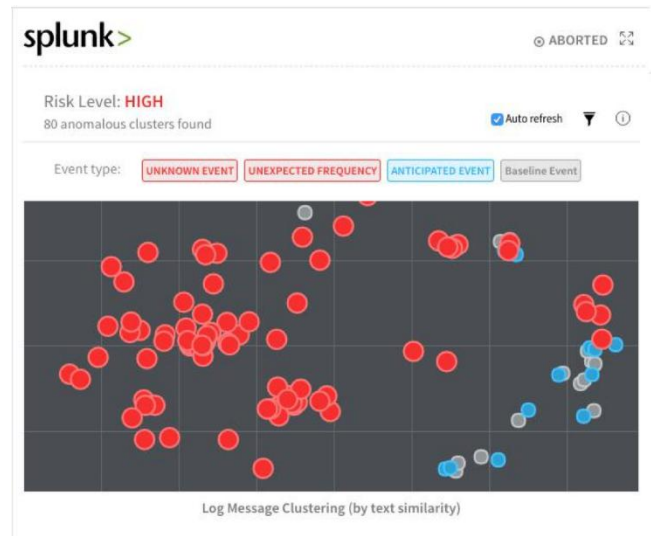 splunk>
ABORTED
Risk Level: HIGH
80 anomalous clusters found
Auto refresh
Event type: UNKNOWN EVENT UNEXPECTED FREQUENCY ANTICIPATED EVENT Baseline Event
Log Message Clustering (by text similarity)